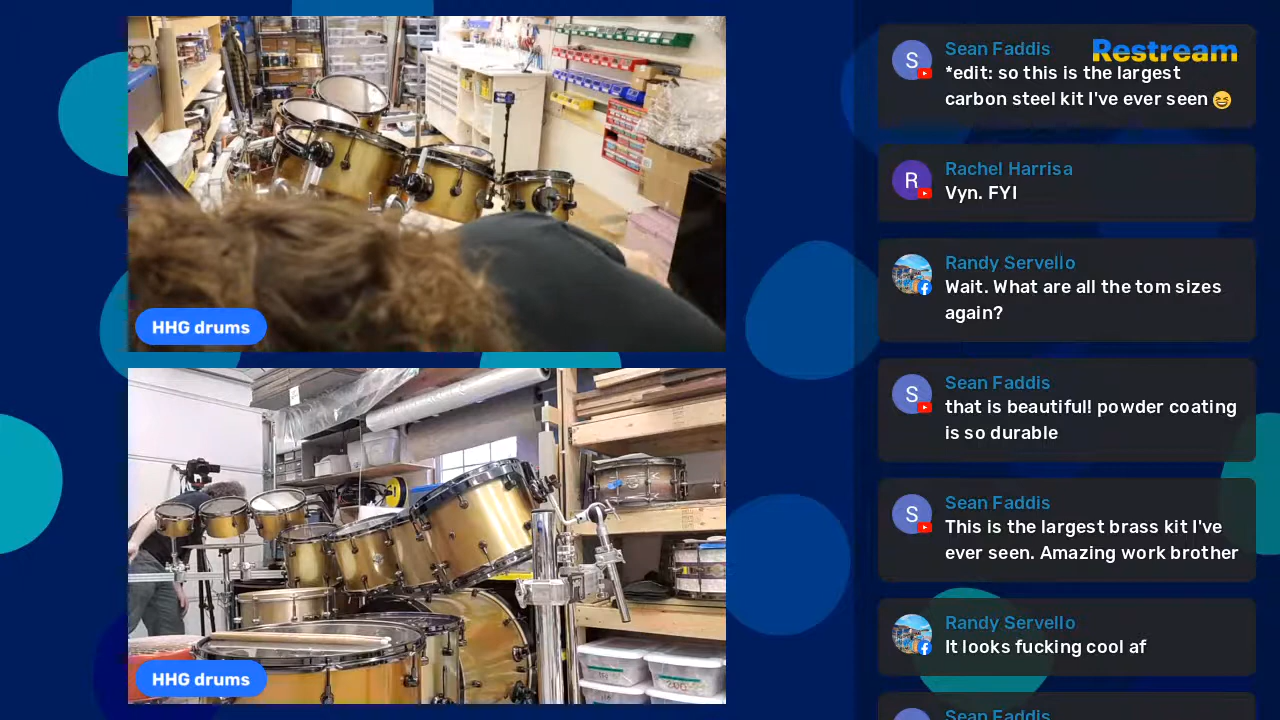 HHG drums
HHG drums
Restream
Sean Faddis
*edit: so this is the largest
carbon steel kit I've ever seen 😆
Rachel Harrisa
Vyn. FYI
Randy Servello
Wait. What are all the tom sizes
again?
Sean Faddis
that is beautiful! powder coating
is so durable
Sean Faddis
This is the largest brass kit I've
ever seen. Amazing work brother
Randy Servello
It looks fucking cool af
Sean Faddis